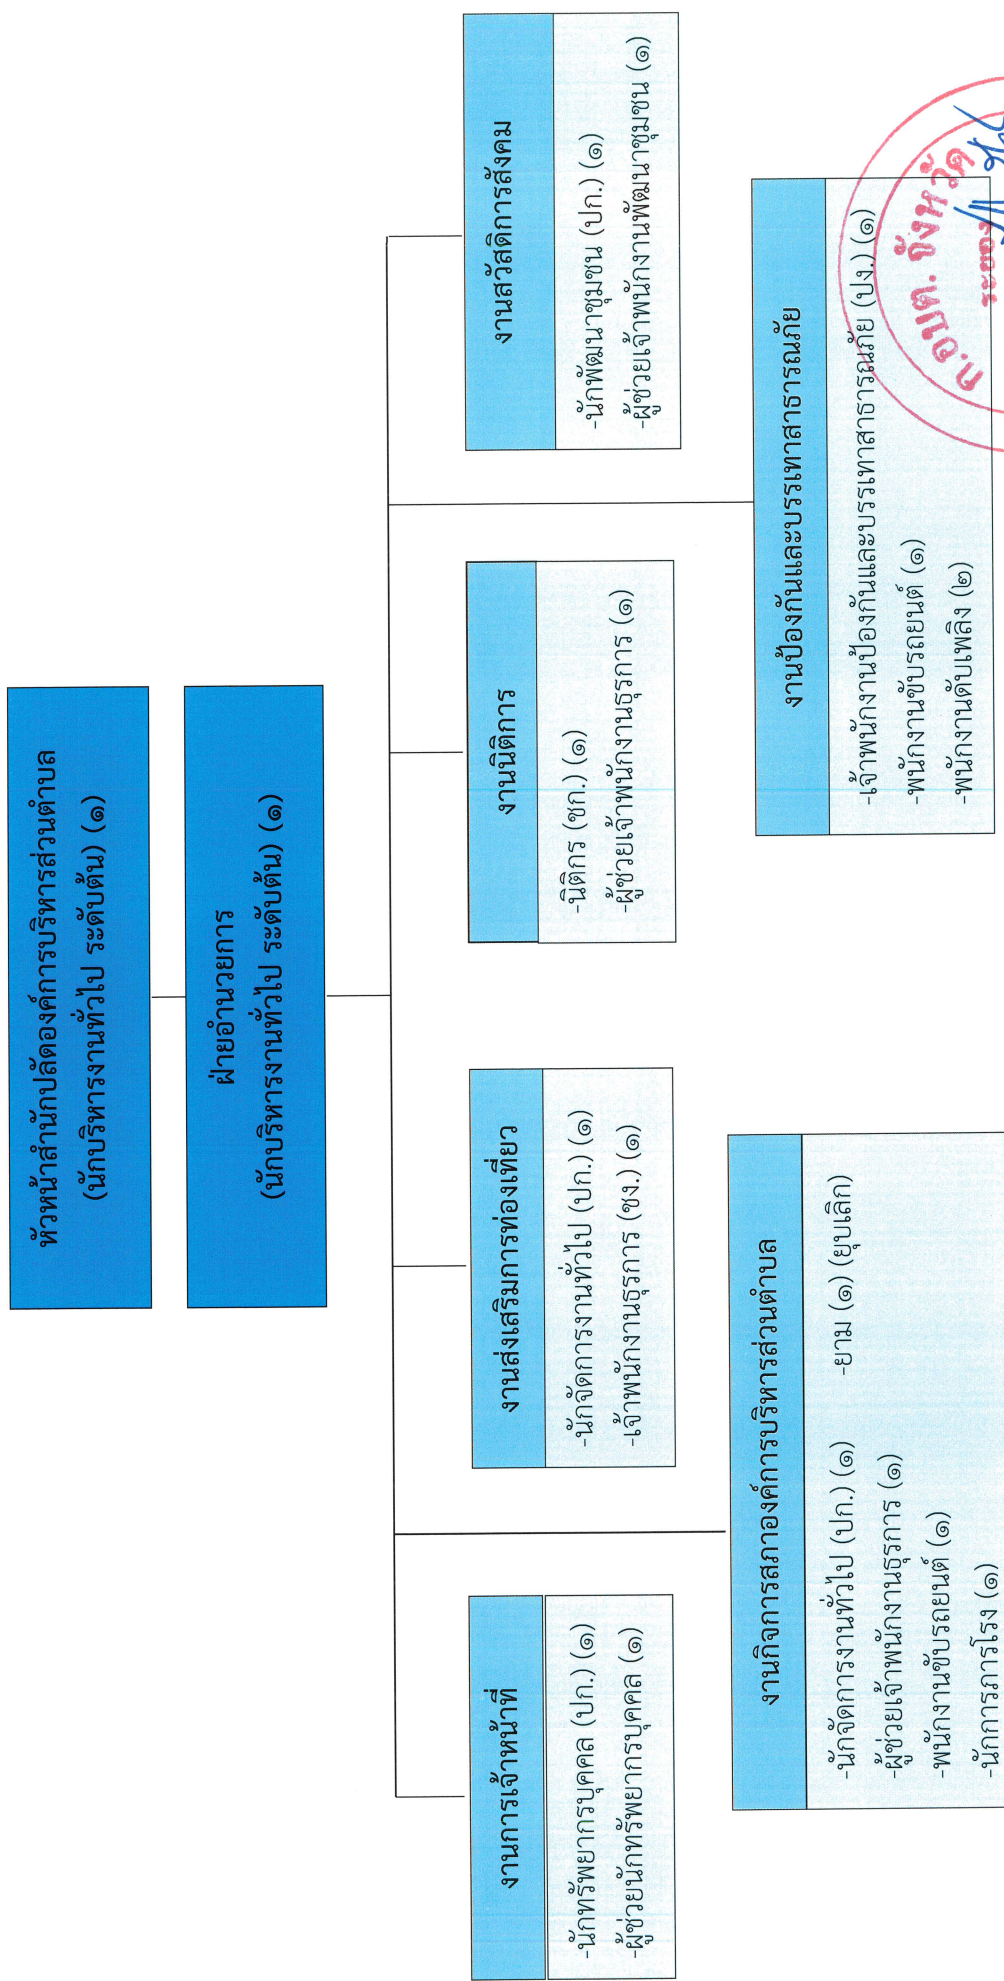 หัวหน้าสำนักปลัดองค์การบริหารส่วนตำบล
(นักบริหารงานทั่วไป ระดับต้น) (๑)
ฝ่ายอำนวยการ
(นักบริหารงานทั่วไป ระดับต้น) (๑)
งานการเจ้าหน้าที่
-นักทรัพยากรบุคคล (ปก.) (๑)
-ผู้ช่วยนักทรัพยากรบุคคล (๑)
งานส่งเสริมการท่องเที่ยว
-นักจัดการงานทั่วไป (ปก.) (๑)
-เจ้าพนักงานธุรการ (ชง.) (๑)
งานนิติการ
-นิติกร (ชก.) (๑)
-ผู้ช่วยเจ้าพนักงานธุรการ (๑)
งานสวัสดิการสังคม
-นักพัฒนาชุมชน (ปก.) (๑)
-ผู้ช่วยเจ้าพนักงานพัฒนาชุมชน (๑)
งานกิจการสภาองค์การบริหารส่วนตำบล
-นักจัดการงานทั่วไป (ปก.) (๑) -ยาม (๑) (ยุบเลิก)
-ผู้ช่วยเจ้าพนักงานธุรการ (๑)
-พนักงานขับรถยนต์ (๑)
-นักการภารโรง (๑)
งานป้องกันและบรรเทาสาธารณภัย
-เจ้าพนักงานป้องกันและบรรเทาสาธารณภัย (ปง.) (๑)
-พนักงานขับรถยนต์ (๑)
-พนักงานดับเพลิง (๒)
ก.อบต. จังหวัด
ระยอง